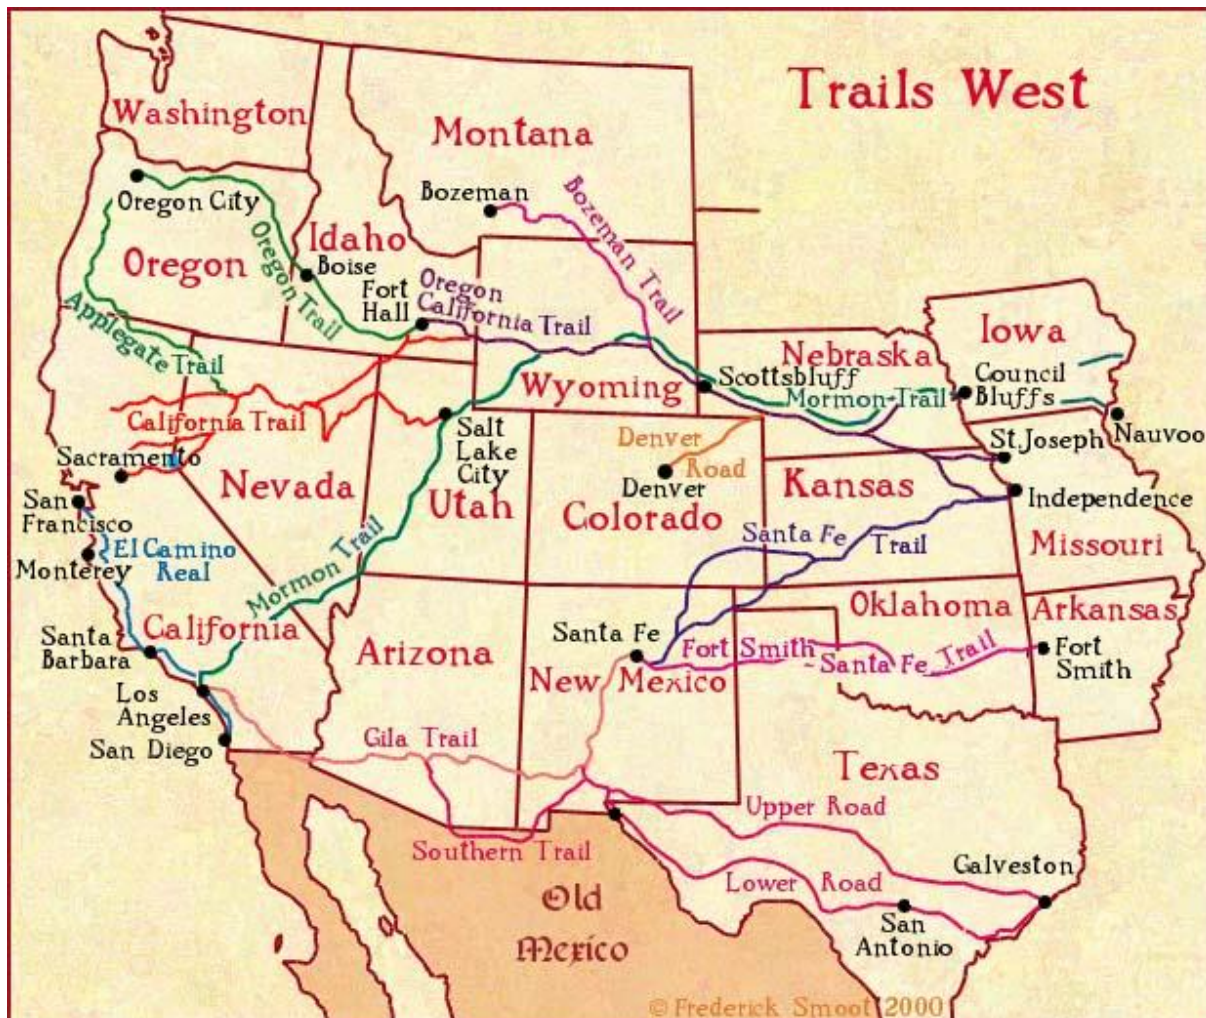 Trails West
Washington
Montana
Bozeman
Bozeman Trail
Oregon City
Oregon
Oregon Trail
Idaho
Boise
Fort
Hall
Oregon
California Trail
Applegate Trail
California Trail
Wyoming
Nebraska
Scottsbluff
Mormon Trail
Iowa
Council
Bluffs
Nauvoo
St. Joseph
Independence
Missouri
Sacramento
San
Francisco
Monterey
El Camino
Real
Nevada
Salt
Lake
City
Utah
Mormon Trail
Denver
Road
Denver
Colorado
Kansas
Santa Fe
Trail
California
Santa
Barbara
Los
Angeles
San Diego
Arizona
Gila Trail
Southern Trail
Santa Fe
New Mexico
Fort Smith
-Santa Fe Trail
Oklahoma
Arkansas
Fort
Smith
Texas
Upper Road
Lower Road
Galveston
San
Antonio
Old
Mexico
© Frederick Smoot 2000